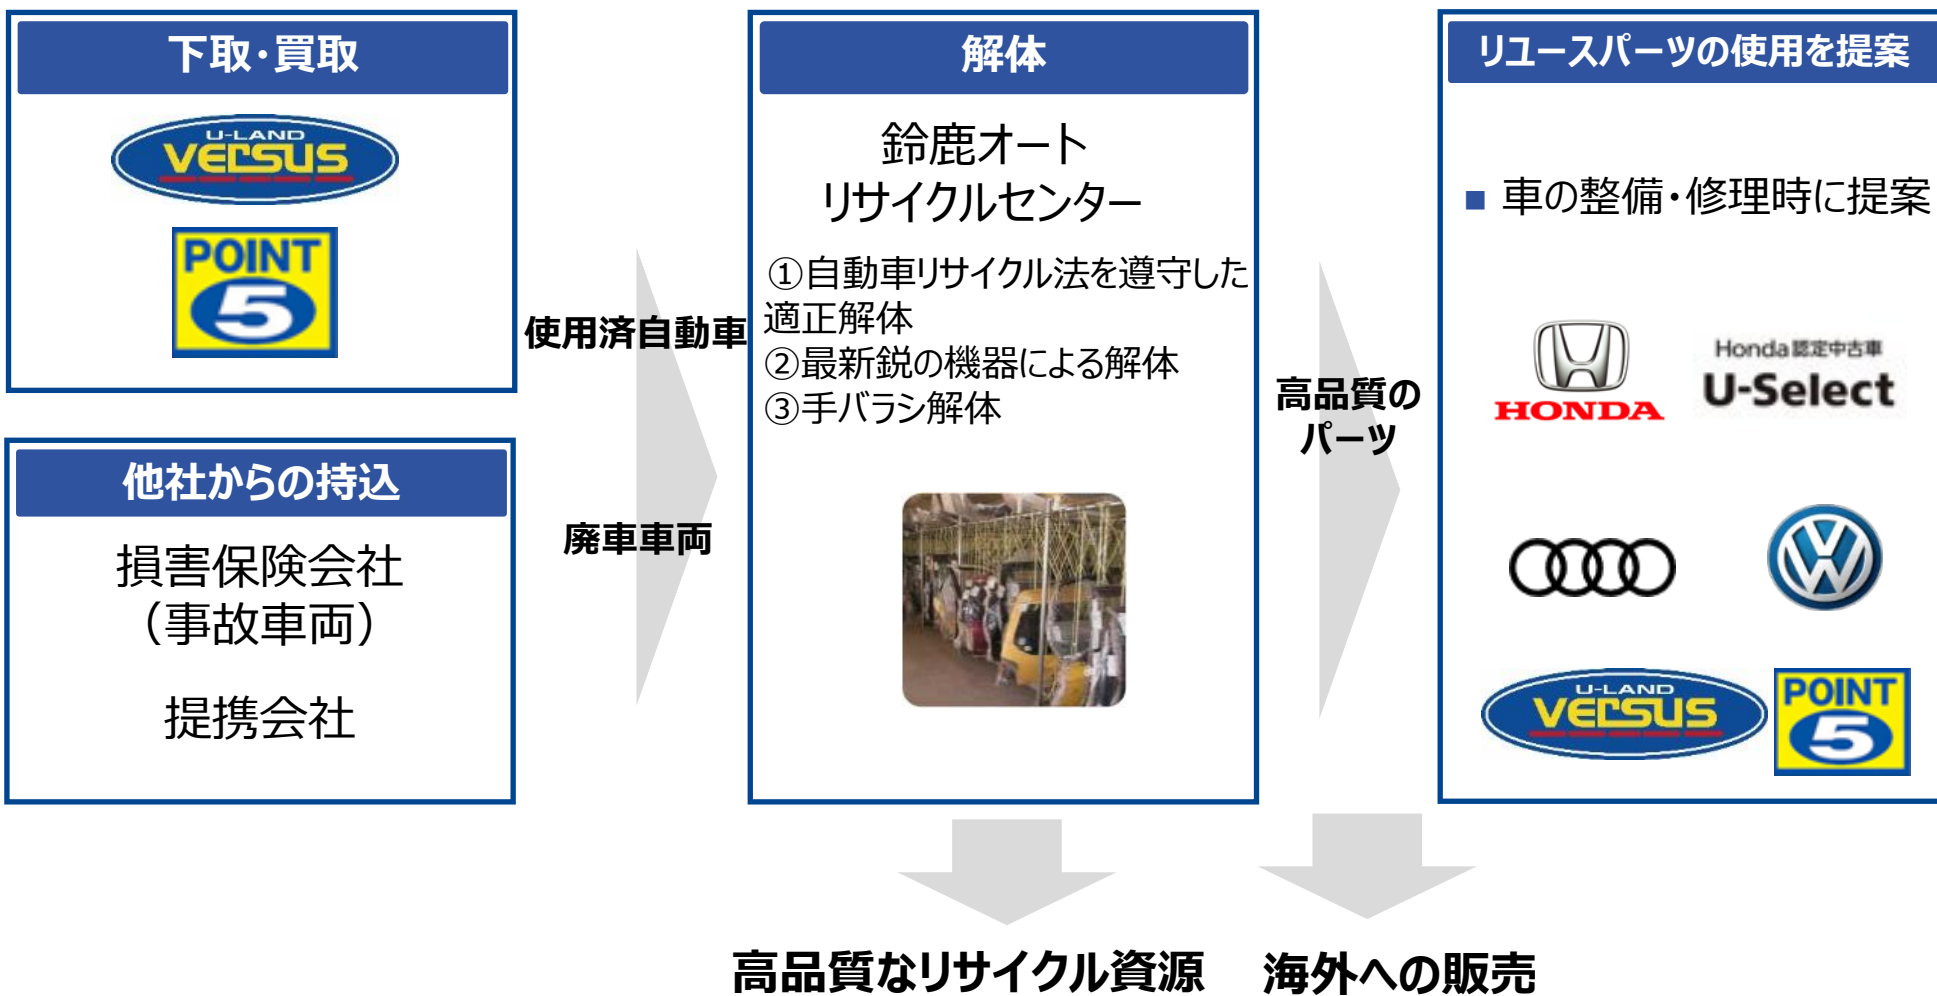 下取・買取
U-LAND
VERSUS
POINT
5
他社からの持込
損害保険会社
（事故車両）
提携会社
使用済自動車
廃車車両
解体
鈴鹿オート
リサイクルセンター
①自動車リサイクル法を遵守した
適正解体
②最新鋭の機器による解体
③手バラシ解体
高品質の
パーツ
リユースパーツの使用を提案
■ 車の整備・修理時に提案
HONDA
Honda認定中古車
U-Select
U-LAND
VERSUS
POINT
5
高品質なリサイクル資源
海外への販売